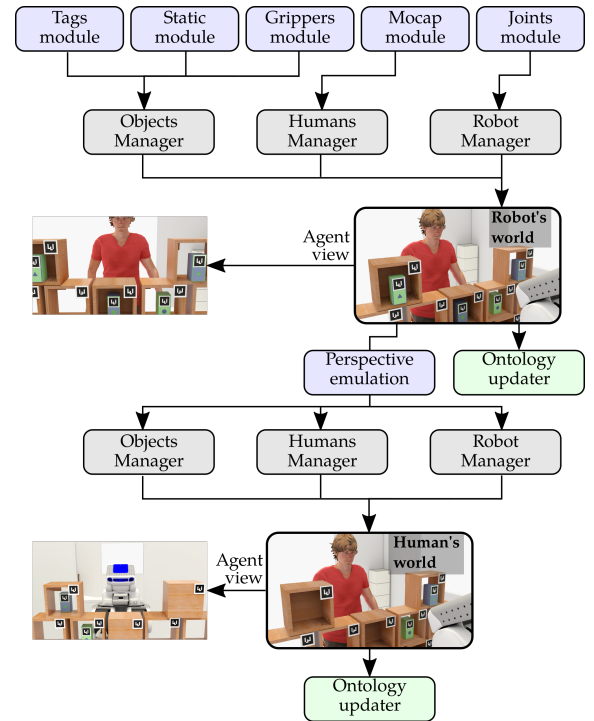 Tags
module
Static
module
Grippers
module
Mocap
module
Joints
module
Objects
Manager
Humans
Manager
Robot
Manager
Robot's
world
Agent
view
Perspective
emulation
Ontology
updater
Objects
Manager
Humans
Manager
Robot
Manager
Human's
world
Agent
view
Ontology
updater